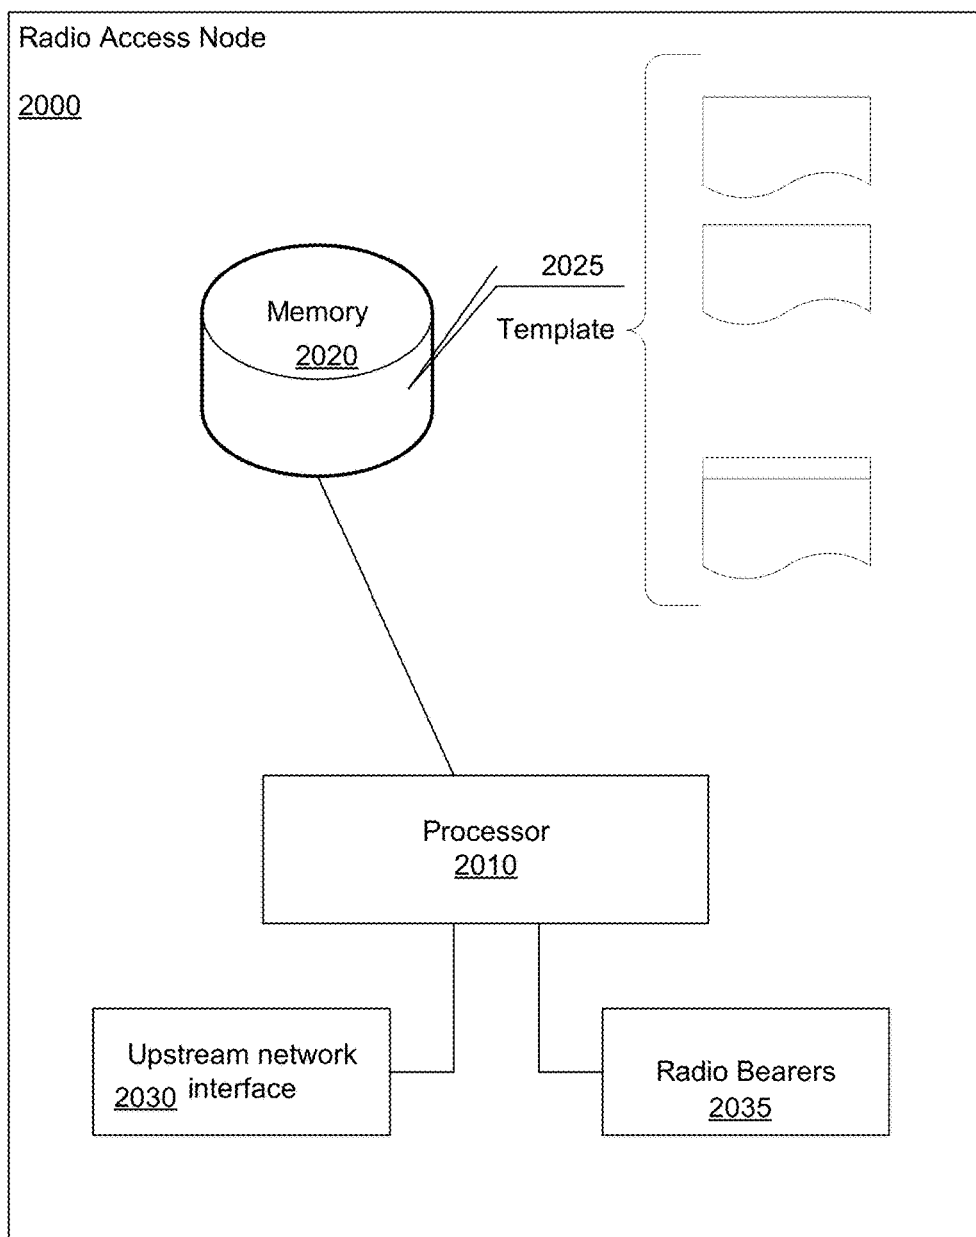 Radio Access Node
2000
2025
Memory
2020
Template
Processor
2010
Upstream network
2030 interface
Radio Bearers
2035